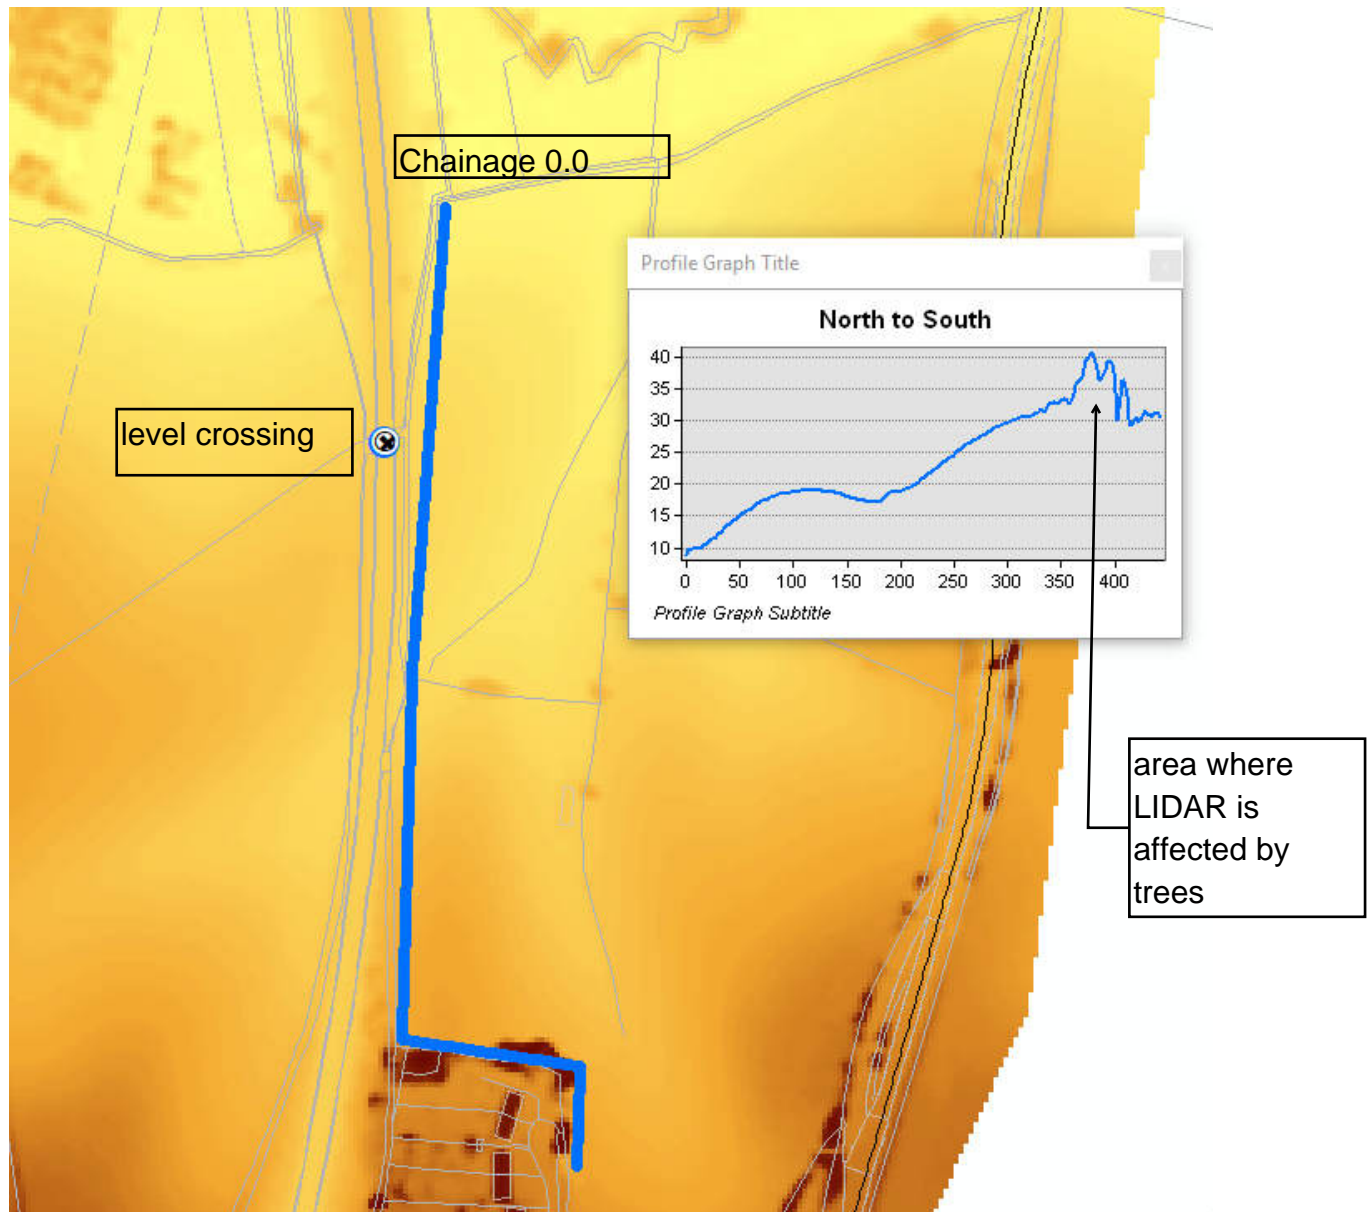 Chainage 0.0
Profile Graph Title
North to South
level crossing
40
35
30
25
20
15
10
0 50 100 150 200 250 300 350 400
Profile Graph Subtitle
area where
LIDAR is
affected by
trees